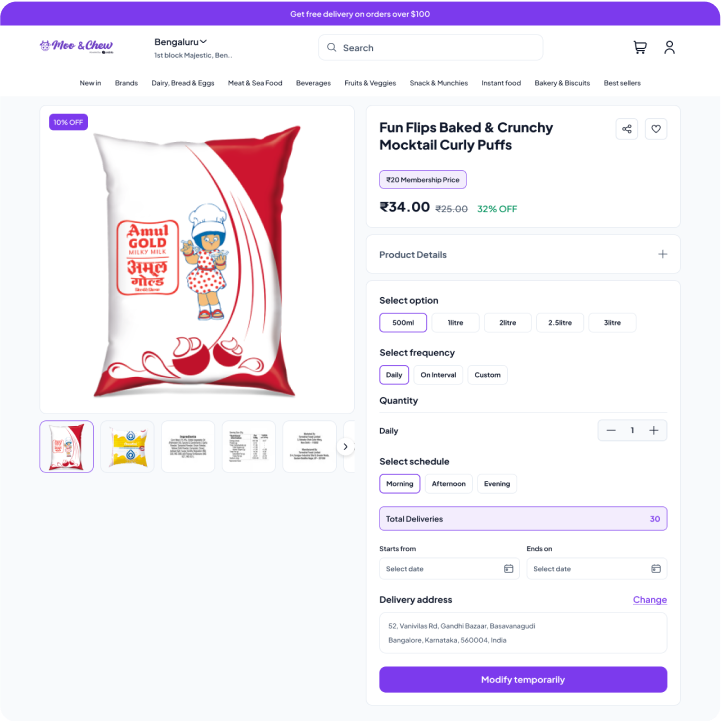 Get free delivery on orders over $100
Moo & Chew
Bengaluru
1st block Majestic, Ben..
Search
New in Brands Dairy, Bread & Eggs Meat & Sea Food Beverages Fruits & Veggies Snack & Munchies Instant food Bakery & Biscuits Best sellers
10% OFF
Amul
GOLD
MILKY MILK
अमूल
गोल्ड
Fun Flips Baked & Crunchy
Mocktail Curly Puffs
₹20 Membership Price
₹34.00 ₹25.00 32% OFF
Product Details
Select option
500ml 1litre 2litre 2.5litre 3litre
Select frequency
Daily On Interval Custom
Quantity
Daily 1
Select schedule
Morning Afternoon Evening
Total Deliveries 30
Starts from Ends on
Select date Select date
Delivery address Change
52, Vanivilas Rd, Gandhi Bazaar, Basavanagudi
Bangalore, Karnataka, 560004, India
Modify temporarily
Ingredients